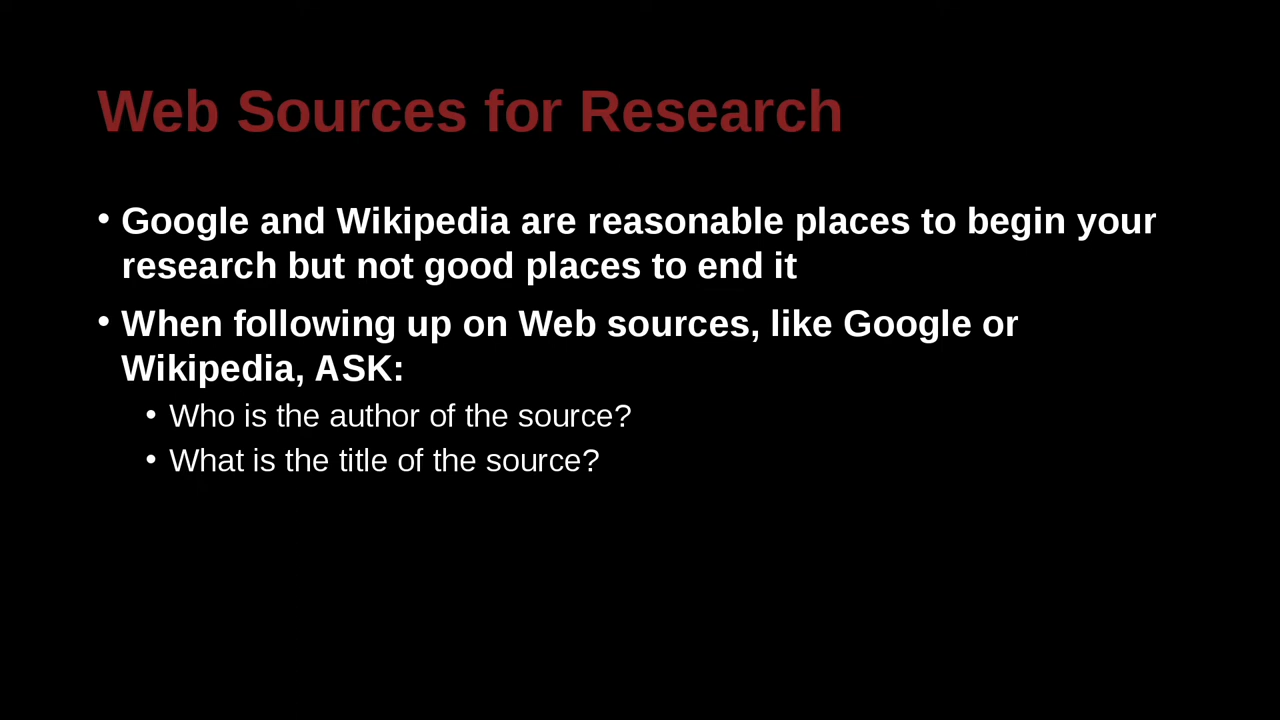 Web Sources for Research
• Google and Wikipedia are reasonable places to begin your
research but not good places to end it
• When following up on Web sources, like Google or
Wikipedia, ASK:
• Who is the author of the source?
• What is the title of the source?